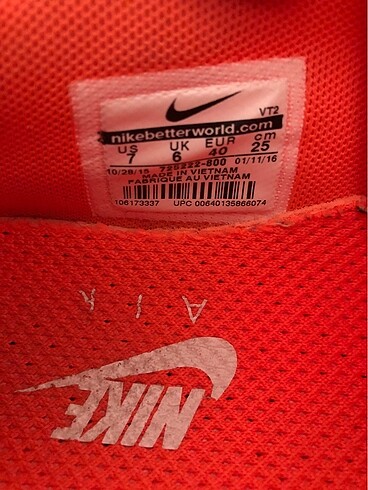 VT2
nikebetterworld.com
US UK EUR cm
7 6 40 25
10/28/15 725222-800 01/11/16
MADE IN VIETNAM
FABRIQUE AU VIETNAM
106173337 UPC 00640135866074
AIR
NIKE